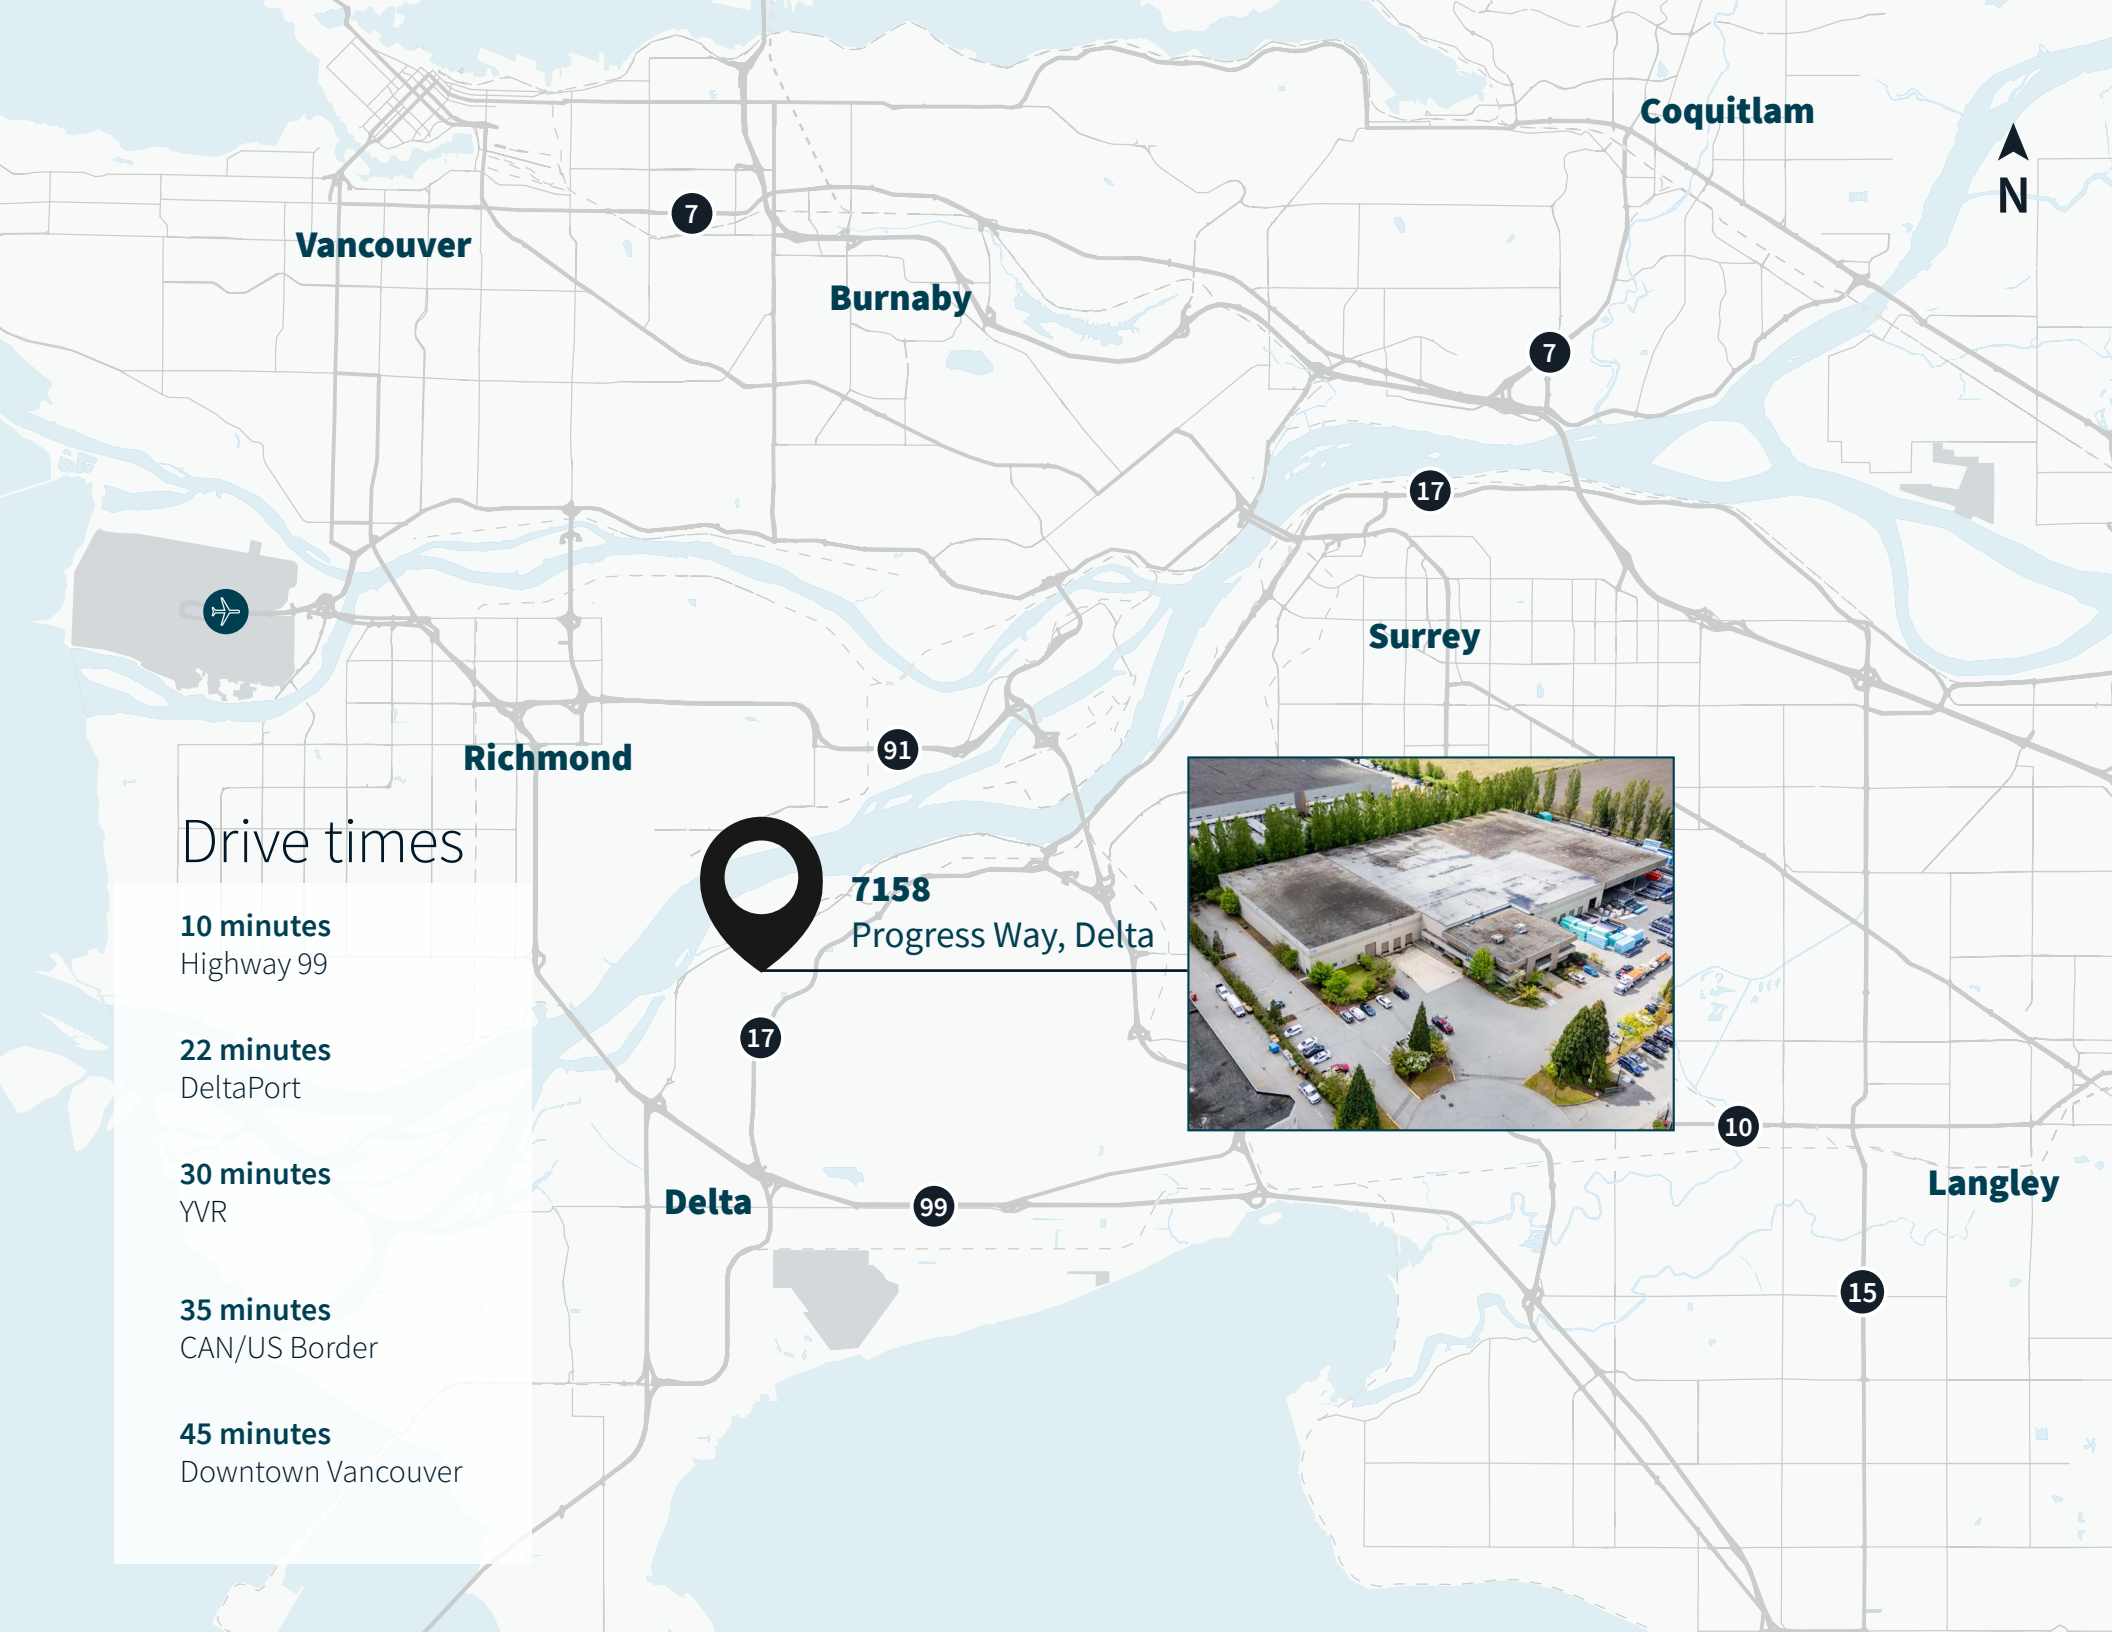 Coquitlam
N
7
Vancouver
Burnaby
7
17
Surrey
91
Richmond
Drive times
10 minutes
Highway 99
22 minutes
DeltaPort
30 minutes
YVR
35 minutes
CAN/US Border
45 minutes
Downtown Vancouver
7158
Progress Way, Delta
17
10
Delta
99
Langley
15